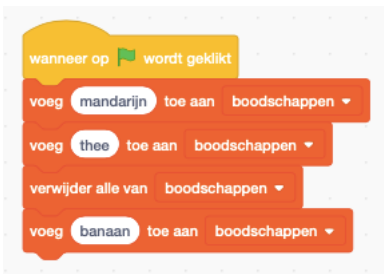 wanneer op wordt geklikt
voeg mandarijn toe aan boodschappen
voeg thee toe aan boodschappen
verwijder alle van boodschappen
voeg banaan toe aan boodschappen